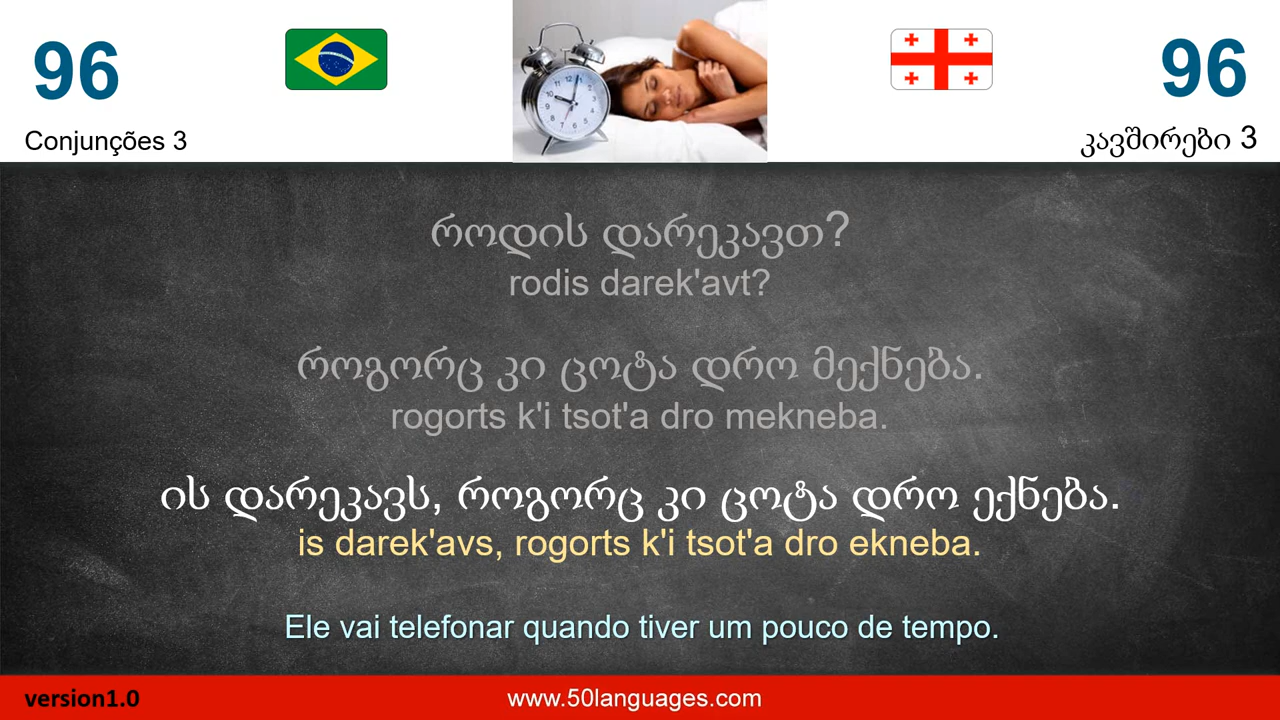 96
96
Conjunções 3
კავშირები 3
როდის დარეკავთ?
rodis darek'avt?
როგორც კი ცოტა დრო მექნება.
rogorts k'i tsot'a dro mekneba.
ის დარეკავს, როგორც კი ცოტა დრო ექნება.
is darek'avs, rogorts k'i tsot'a dro ekneba.
Ele vai telefonar quando tiver um pouco de tempo.
version1.0
www.50languages.com